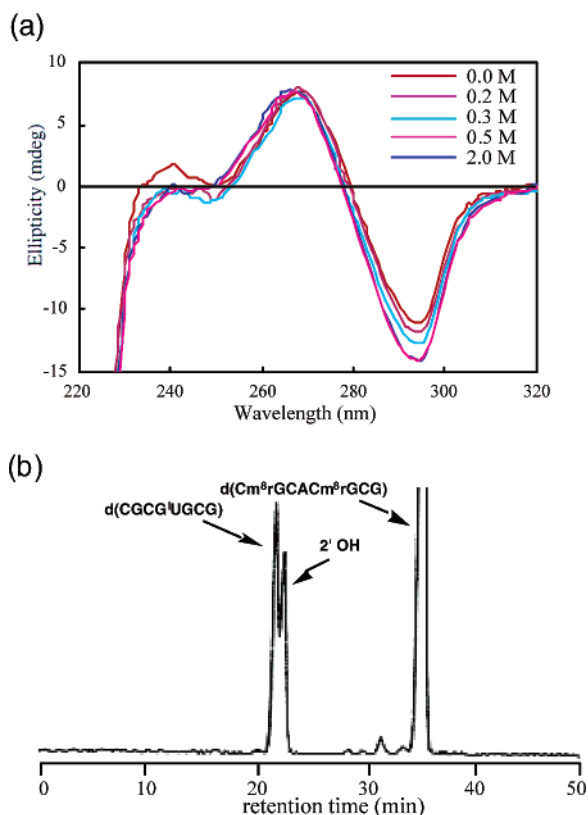 (a)
10
5
0
-5
-10
-15
Ellipticity (mdeg)
0.0 M
0.2 M
0.3 M
0.5 M
2.0 M
220 240 260 280 300 320
Wavelength (nm)
(b)
d(Cm⁸rGCACm⁸rGCG)
d(CGCGᴵUGCG)
2' OH
0 10 20 30 40 50
retention time (min)